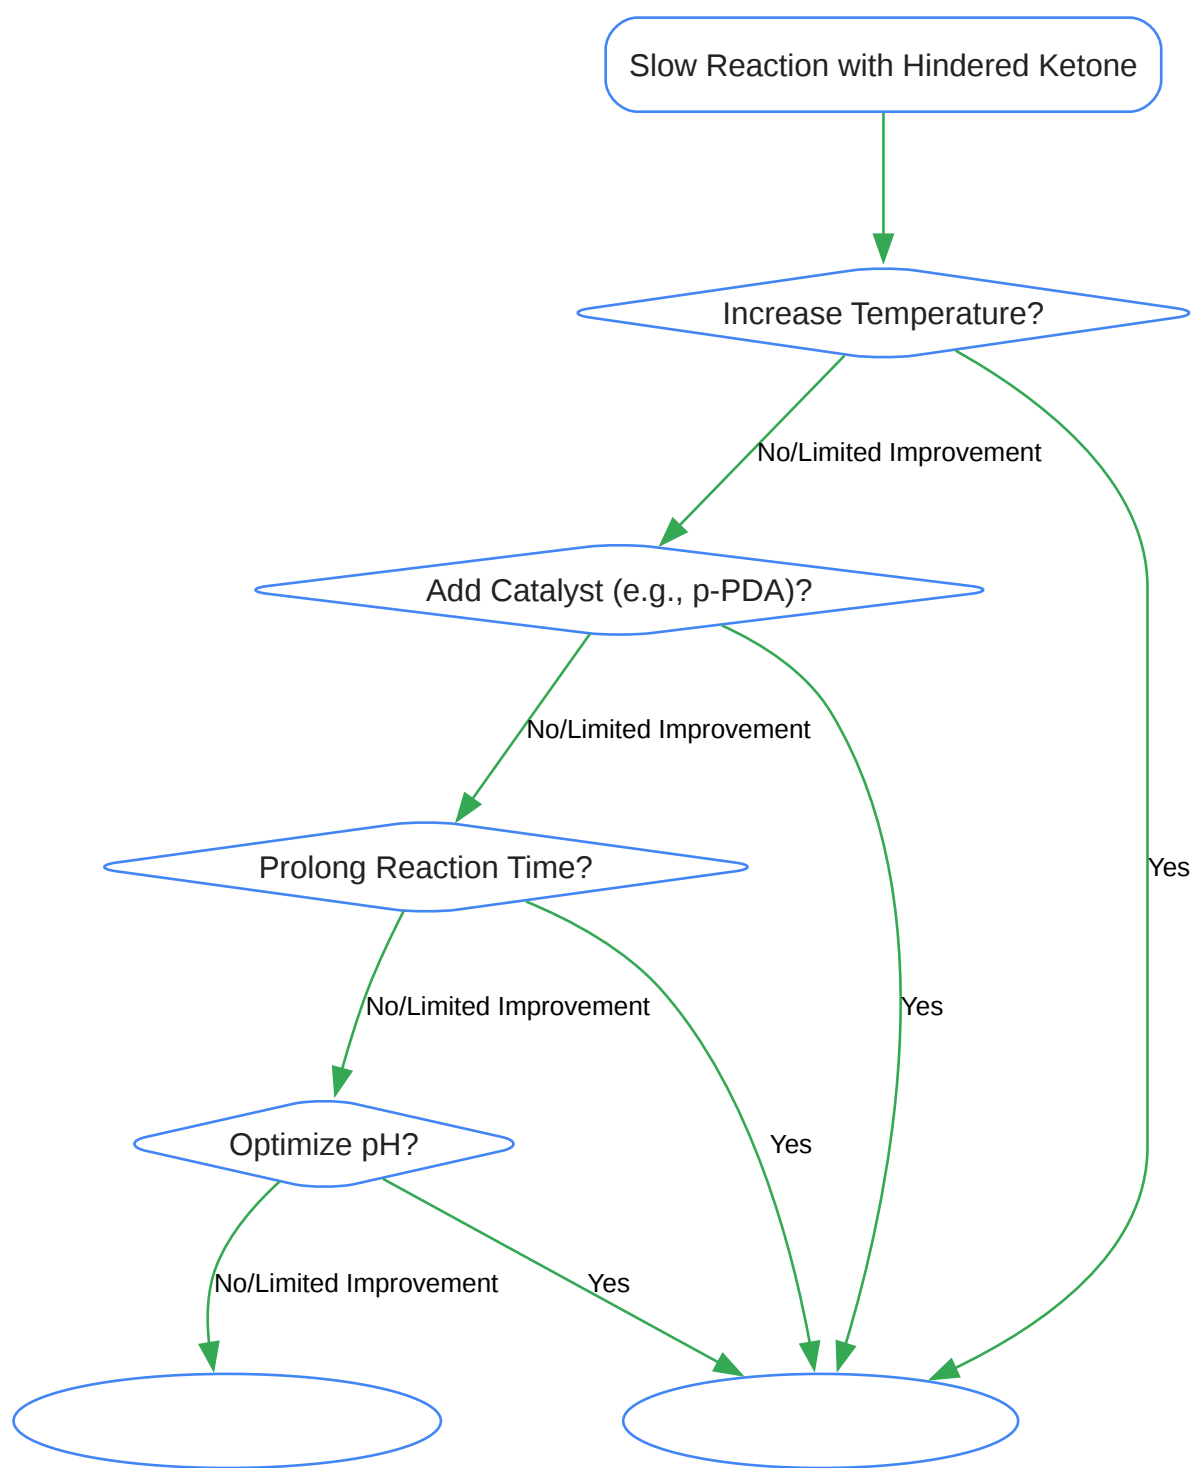 Slow Reaction with Hindered Ketone
Increase Temperature?
No/Limited Improvement
Add Catalyst (e.g., p-PDA)?
No/Limited Improvement
Prolong Reaction Time?
Yes
No/Limited Improvement
Yes
Optimize pH?
Yes
No/Limited Improvement
Yes